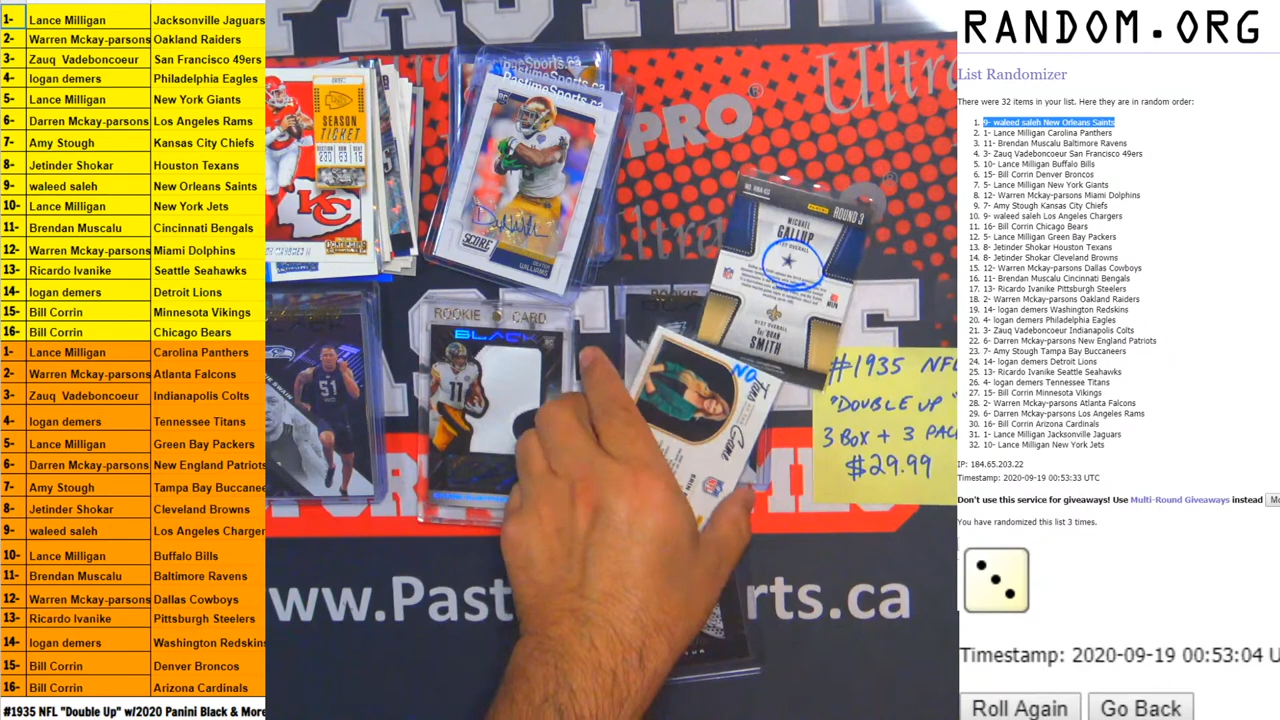 1- Lance Milligan Jacksonville Jaguars
2- Warren Mckay-parsons Oakland Raiders
3- Zauq Vadeboncoeur San Francisco 49ers
4- logan demers Philadelphia Eagles
5- Lance Milligan New York Giants
6- Darren Mckay-parsons Los Angeles Rams
7- Amy Stough Kansas City Chiefs
8- Jetinder Shokar Houston Texans
9- waleed saleh New Orleans Saints
10- Lance Milligan New York Jets
11- Brendan Muscalu Cincinnati Bengals
12- Warren Mckay-parsons Miami Dolphins
13- Ricardo Ivanike Seattle Seahawks
14- logan demers Detroit Lions
15- Bill Corrin Minnesota Vikings
16- Bill Corrin Chicago Bears
1- Lance Milligan Carolina Panthers
2- Warren Mckay-parsons Atlanta Falcons
3- Zauq Vadeboncoeur Indianapolis Colts
4- logan demers Tennessee Titans
5- Lance Milligan Green Bay Packers
6- Darren Mckay-parsons New England Patriots
7- Amy Stough Tampa Bay Buccanee
8- Jetinder Shokar Cleveland Browns
9- waleed saleh Los Angeles Charger
10- Lance Milligan Buffalo Bills
11- Brendan Muscalu Baltimore Ravens
12- Warren Mckay-parsons Dallas Cowboys
13- Ricardo Ivanike Pittsburgh Steelers
14- logan demers Washington Redskins
15- Bill Corrin Denver Broncos
16- Bill Corrin Arizona Cardinals
#1935 NFL "Double Up" w/2020 Panini Black & More
PASTIME
Ultra
PRO
SEASON
TICKET
KC
PastimeSports.ca
PastimeSports.ca
SCORE
DEXTER
WILLIAMS
ROOKIE CARD
BLACK
11
51
ROOKIE
PANINI
ROUND 3
MICHAEL
GALLUP
TRE'QUAN
SMITH
NO
ERIN
#1935 NFL
"DOUBLE UP"
3 BOX + 3 PAC
$29.99
ww.Past
rts.ca
RANDOM.ORG
List Randomizer
There were 32 items in your list. Here they are in random order:
1. 9- waleed saleh New Orleans Saints
2. 1- Lance Milligan Carolina Panthers
3. 11- Brendan Muscalu Baltimore Ravens
4. 3- Zauq Vadeboncoeur San Francisco 49ers
5. 10- Lance Milligan Buffalo Bills
6. 15- Bill Corrin Denver Broncos
7. 5- Lance Milligan New York Giants
8. 12- Warren Mckay-parsons Miami Dolphins
9. 7- Amy Stough Kansas City Chiefs
10. 9- waleed saleh Los Angeles Chargers
11. 16- Bill Corrin Chicago Bears
12. 5- Lance Milligan Green Bay Packers
13. 8- Jetinder Shokar Houston Texans
14. 8- Jetinder Shokar Cleveland Browns
15. 12- Warren Mckay-parsons Dallas Cowboys
16. 11- Brendan Muscalu Cincinnati Bengals
17. 13- Ricardo Ivanike Pittsburgh Steelers
18. 2- Warren Mckay-parsons Oakland Raiders
19. 14- logan demers Washington Redskins
20. 4- logan demers Philadelphia Eagles
21. 3- Zauq Vadeboncoeur Indianapolis Colts
22. 6- Darren Mckay-parsons New England Patriots
23. 7- Amy Stough Tampa Bay Buccaneers
24. 14- logan demers Detroit Lions
25. 13- Ricardo Ivanike Seattle Seahawks
26. 4- logan demers Tennessee Titans
27. 15- Bill Corrin Minnesota Vikings
28. 2- Warren Mckay-parsons Atlanta Falcons
29. 6- Darren Mckay-parsons Los Angeles Rams
30. 16- Bill Corrin Arizona Cardinals
31. 1- Lance Milligan Jacksonville Jaguars
32. 10- Lance Milligan New York Jets
IP: 184.65.203.22
Timestamp: 2020-09-19 00:53:33 UTC
Don't use this service for giveaways! Use Multi-Round Giveaways instead
You have randomized this list 3 times.
Timestamp: 2020-09-19 00:53:04 U
Roll Again Go Back